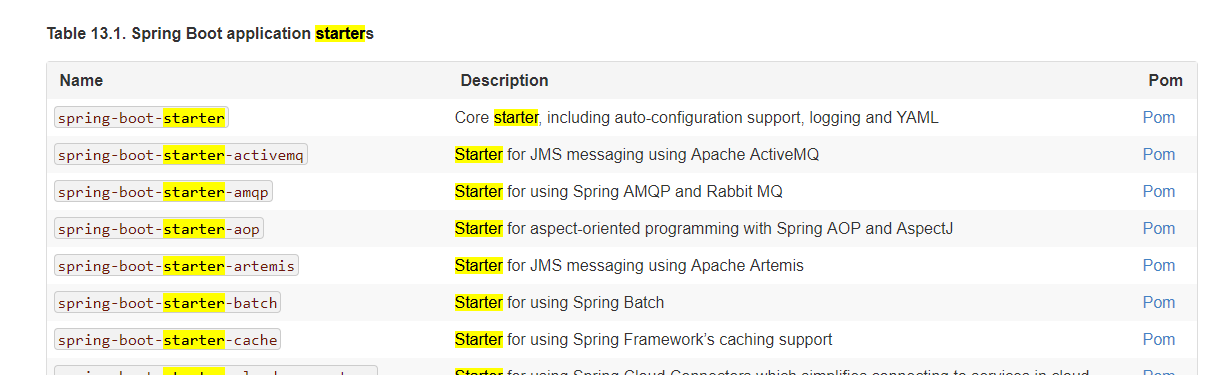 Table 13.1. Spring Boot application starters
Name Description Pom
spring-boot-starter Core starter, including auto-configuration support, logging and YAML Pom
spring-boot-starter-activemq Starter for JMS messaging using Apache ActiveMQ Pom
spring-boot-starter-amqp Starter for using Spring AMQP and Rabbit MQ Pom
spring-boot-starter-aop Starter for aspect-oriented programming with Spring AOP and AspectJ Pom
spring-boot-starter-artemis Starter for JMS messaging using Apache Artemis Pom
spring-boot-starter-batch Starter for using Spring Batch Pom
spring-boot-starter-cache Starter for using Spring Framework’s caching support Pom
Starter for using Spring Cloud Connectors which simplifies connecting to services in cloud Pom